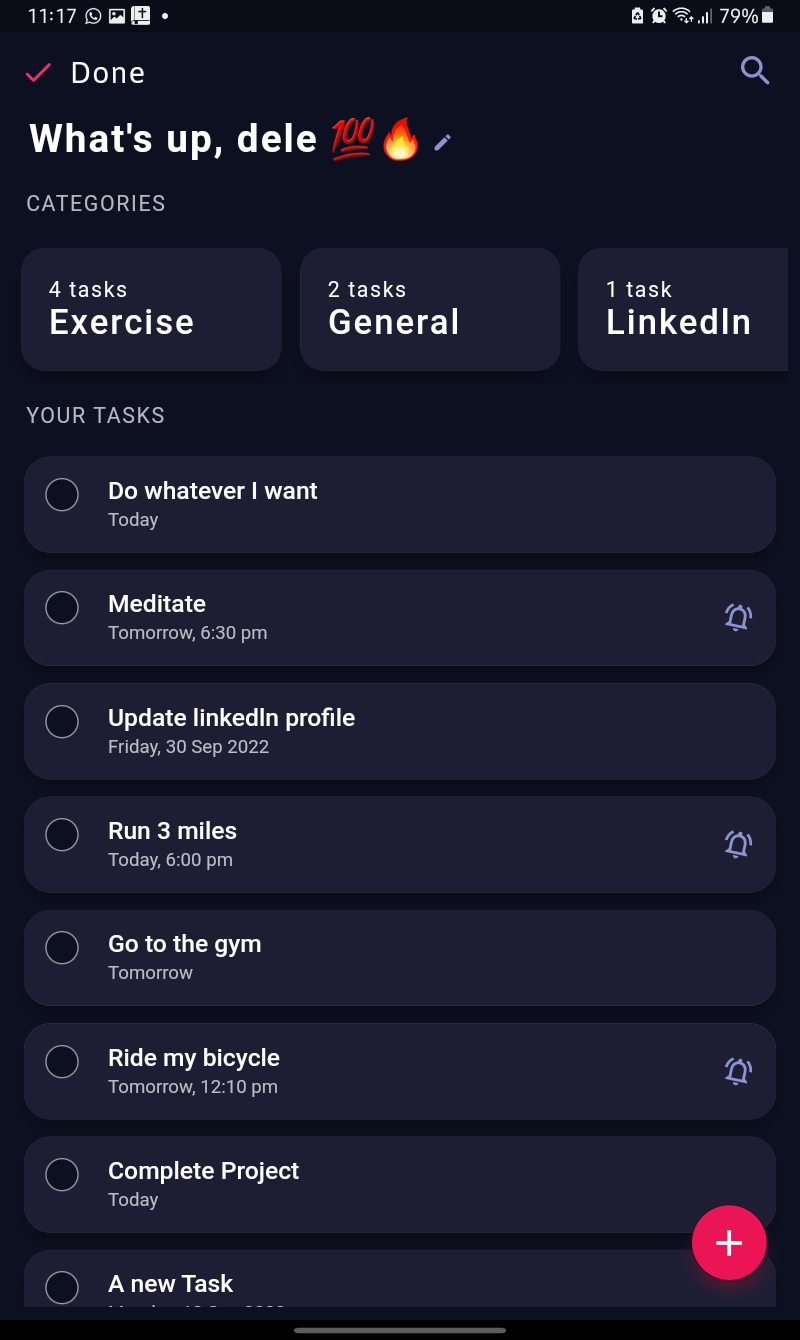 11:17 79%
Done
What's up, dele 💯🔥
CATEGORIES
4 tasks 2 tasks 1 task
Exercise General LinkedIn
YOUR TASKS
Do whatever I want
Today
Meditate
Tomorrow, 6:30 pm
Update linkedIn profile
Friday, 30 Sep 2022
Run 3 miles
Today, 6:00 pm
Go to the gym
Tomorrow
Ride my bicycle
Tomorrow, 12:10 pm
Complete Project
Today
A new Task